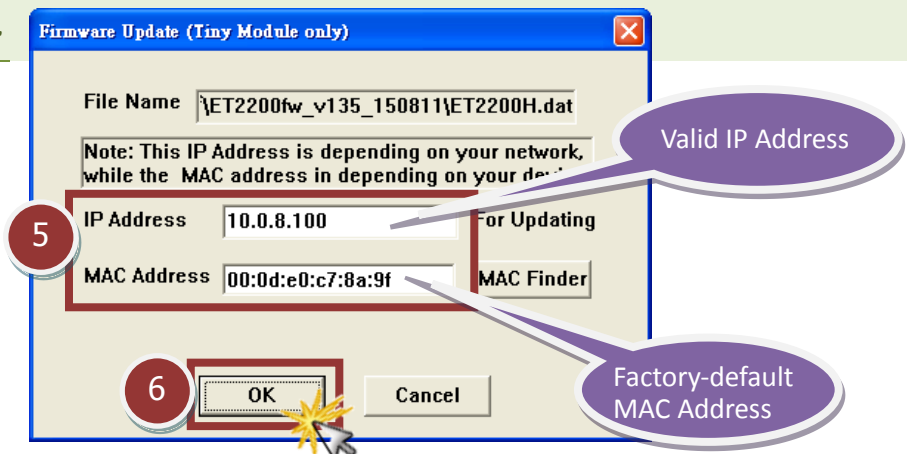 Firmware Update (Tiny Module only)
File Name \ET2200fw_v135_150811\ET2200H.dat
Note: This IP Address is depending on your network,
while the MAC address in depending on your
Valid IP Address
5
IP Address 10.0.8.100 For Updating
MAC Address 00:0d:e0:c7:8a:9f MAC Finder
Factory-default
MAC Address
6
OK Cancel